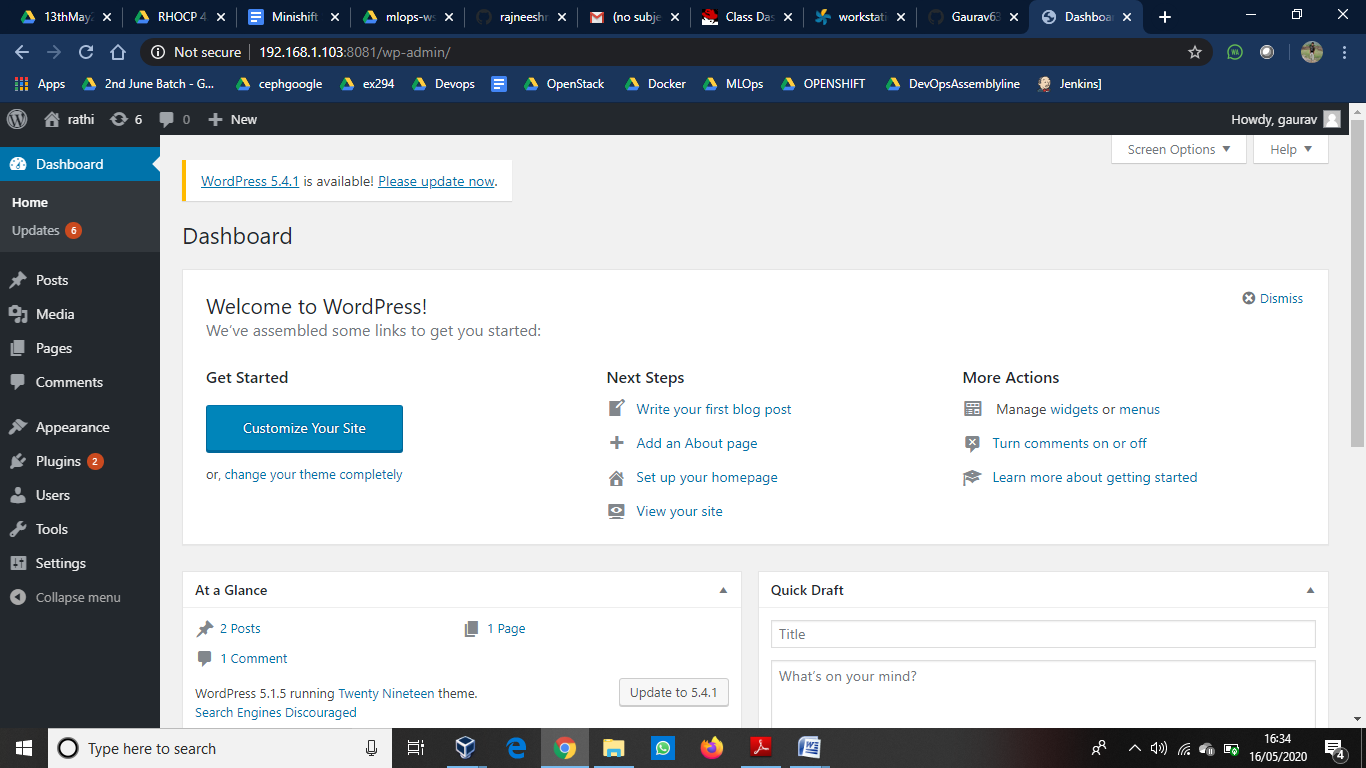 13thMay2
RHOCP 4
Minishift
mlops-ws
rajneeshr
(no subje
Class Das
workstati
Gaurav63
Dashboar
Not secure 192.168.1.103:8081/wp-admin/
Apps 2nd June Batch - G... cephgoogle ex294 Devops OpenStack Docker MLOps OPENSHIFT DevOpsAssemblyline Jenkins]
rathi 6 0 New Howdy, gaurav
Screen Options Help
Dashboard
Home
Updates 6
Posts
Media
Pages
Comments
Appearance
Plugins 2
Users
Tools
Settings
Collapse menu
WordPress 5.4.1 is available! Please update now.
Dashboard
Welcome to WordPress!
Dismiss
We've assembled some links to get you started:
Get Started
Customize Your Site
or, change your theme completely
Next Steps
Write your first blog post
Add an About page
Set up your homepage
View your site
More Actions
Manage widgets or menus
Turn comments on or off
Learn more about getting started
At a Glance
2 Posts
1 Page
1 Comment
WordPress 5.1.5 running Twenty Nineteen theme.
Update to 5.4.1
Search Engines Discouraged
Quick Draft
Title
What's on your mind?
Type here to search
16:34
16/05/2020
4